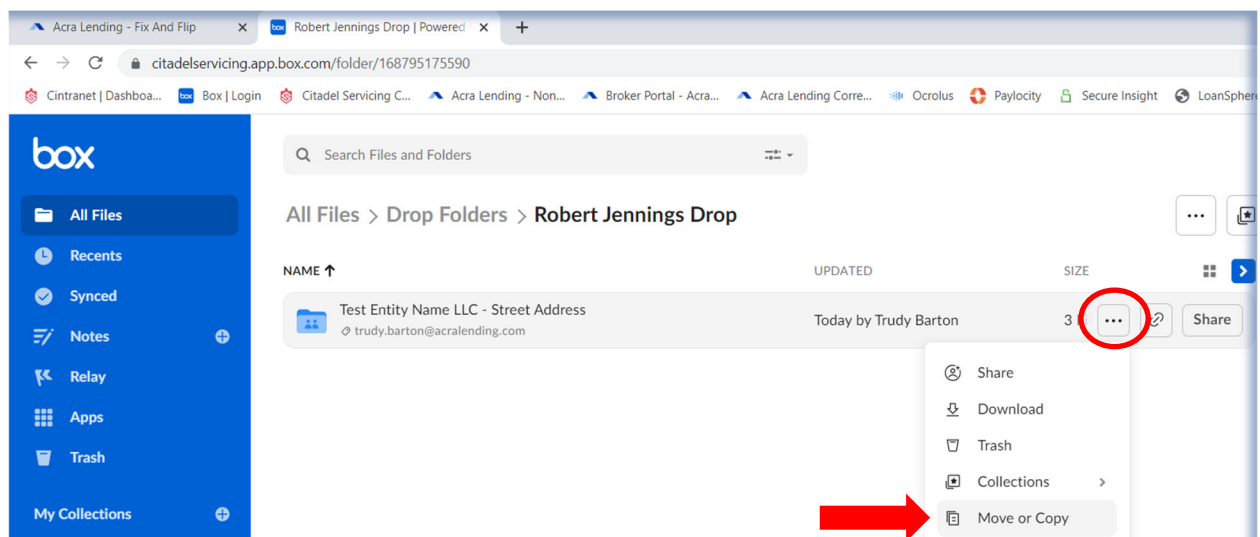 Acra Lending - Fix And Flip
Robert Jennings Drop | Powered
citadelservicing.app.box.com/folder/168795175590
Cintranet | Dashboa... box Box | Login Citadel Servicing C... Acra Lending - Non... Broker Portal - Acra... Acra Lending Corre... Ocrolus Paylocity Secure Insight LoanSphere
box
Search Files and Folders
All Files
Recents
Synced
Notes
Relay
Apps
Trash
My Collections
All Files > Drop Folders > Robert Jennings Drop
NAME UPDATED SIZE
Test Entity Name LLC - Street Address
trudy.barton@acralending.com
Today by Trudy Barton 3 Share
Share
Download
Trash
Collections
Move or Copy